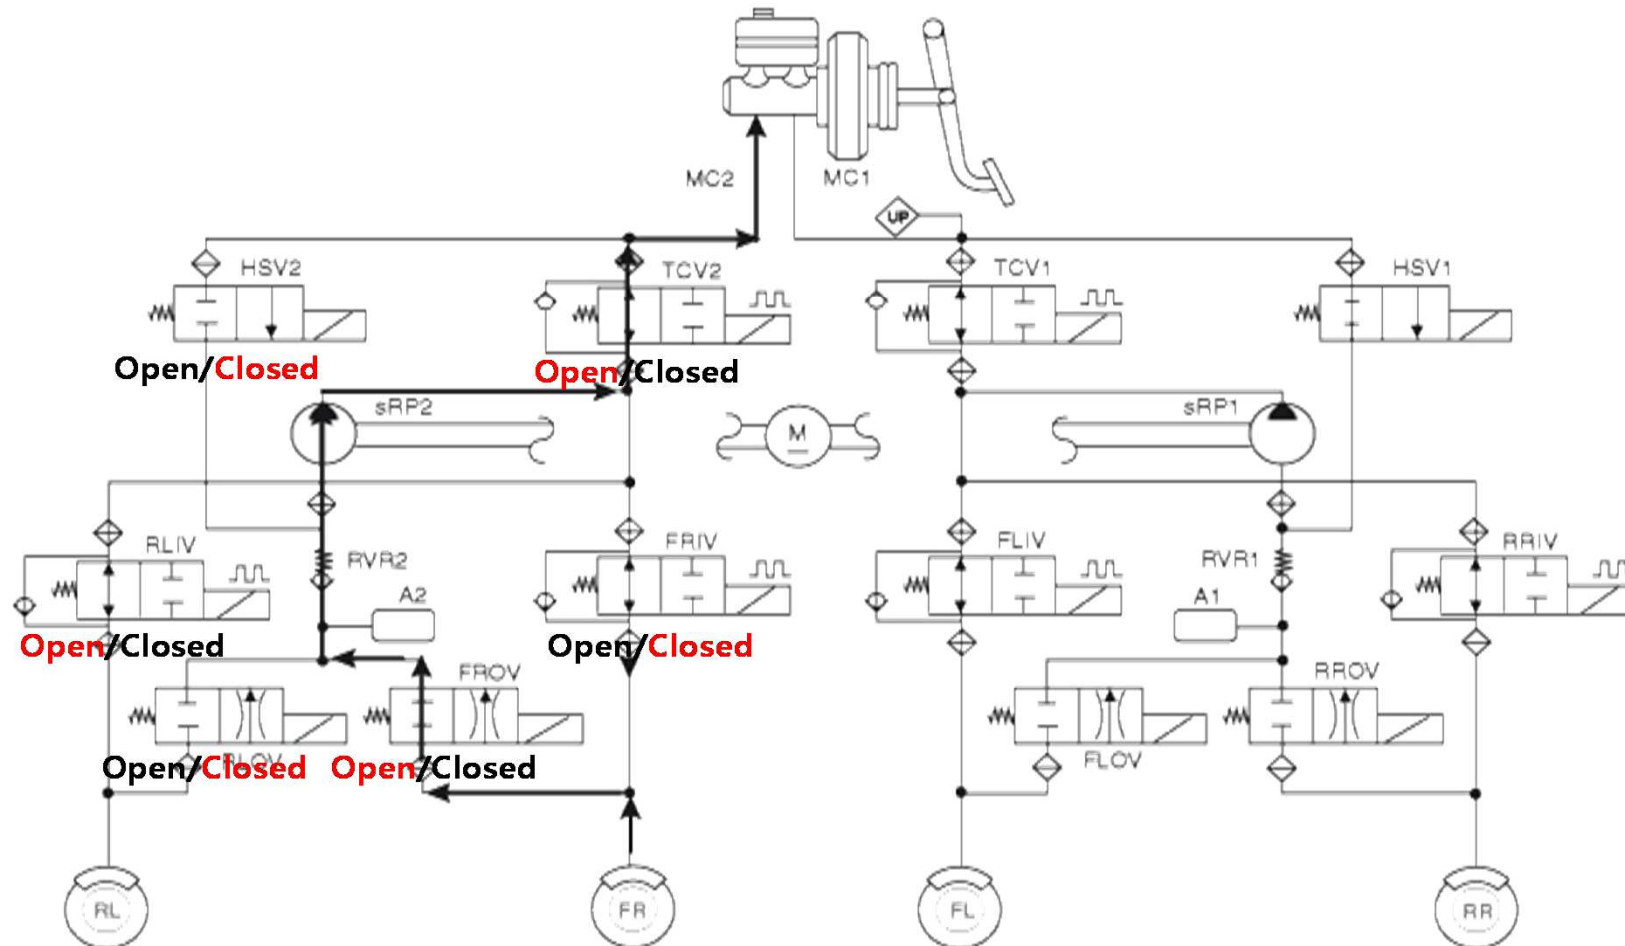 MC2
MC1
UP
HSV2
TCV2
TCV1
HSV1
Open/Closed
Open/Closed
sRP2
sRP1
M
RLIV
RVR2
FRIV
FLIV
RVR1
RRIV
A2
A1
Open/Closed
Open/Closed
FROV
RROV
RLOV
FLOV
Open/Closed
Open/Closed
RL
FR
FL
RR